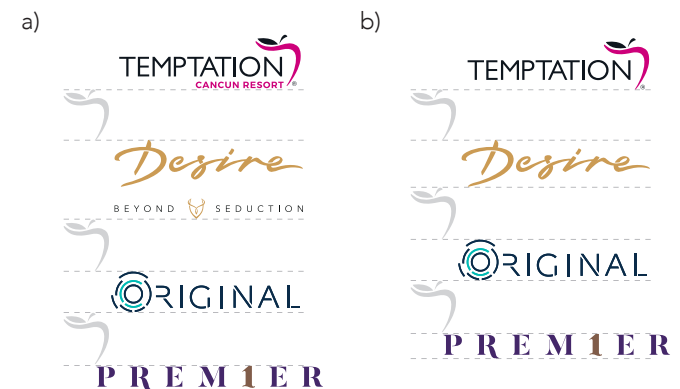 a)
TEMPTATION
CANCUN RESORT ®
Desire
BEYOND SEDUCTION
ORIGINAL
PREM1ER
b)
TEMPTATION ®
Desire
ORIGINAL
PREM1ER